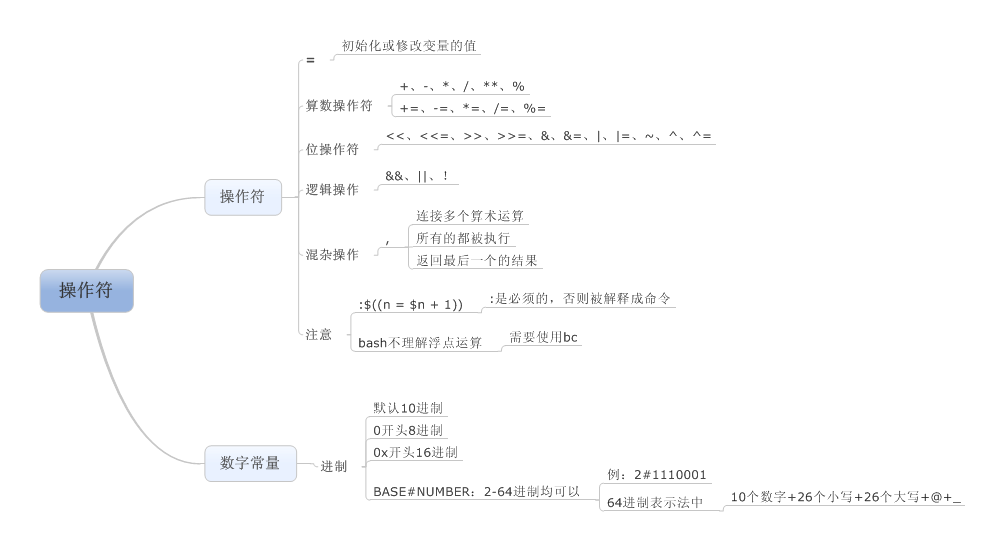 操作符
操作符
=
初始化或修改变量的值
算数操作符
+、-、*、/、**、%
+=、-=、*=、/=、%=
位操作符
<<、<<=、>>、>>=、&、&=、|、|=、~、^、^=
逻辑操作
&&、||、!
混杂操作
,
连接多个算术运算
所有的都被执行
返回最后一个的结果
注意
:$((n = $n + 1))
:是必须的，否则被解释成命令
bash不理解浮点运算
需要使用bc
数字常量
进制
默认10进制
0开头8进制
0x开头16进制
BASE#NUMBER：2-64进制均可以
例：2#1110001
64进制表示法中
10个数字+26个小写+26个大写+@+_